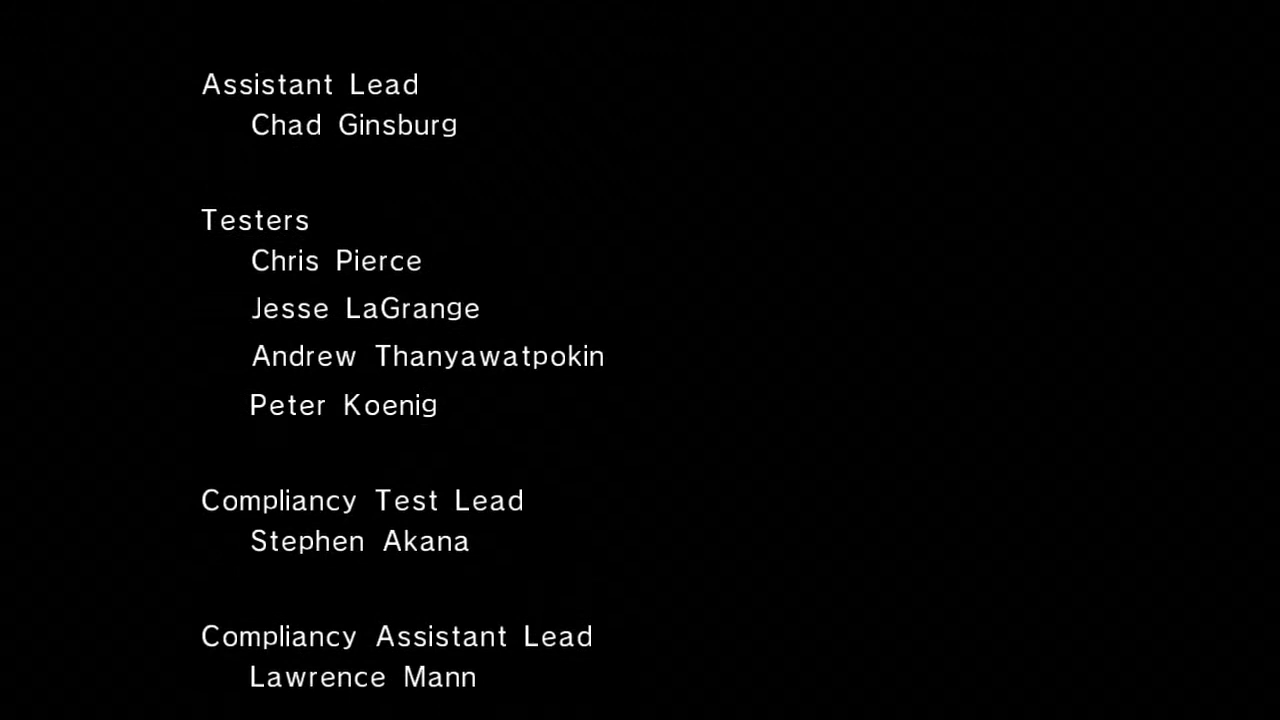 Assistant Lead
Chad Ginsburg
Testers
Chris Pierce
Jesse LaGrange
Andrew Thanyawatpokin
Peter Koenig
Compliancy Test Lead
Stephen Akana
Compliancy Assistant Lead
Lawrence Mann